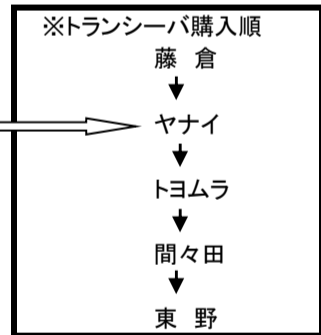 ※トランシーバ購入順
藤 倉
ヤナイ
トヨムラ
間々田
東 野